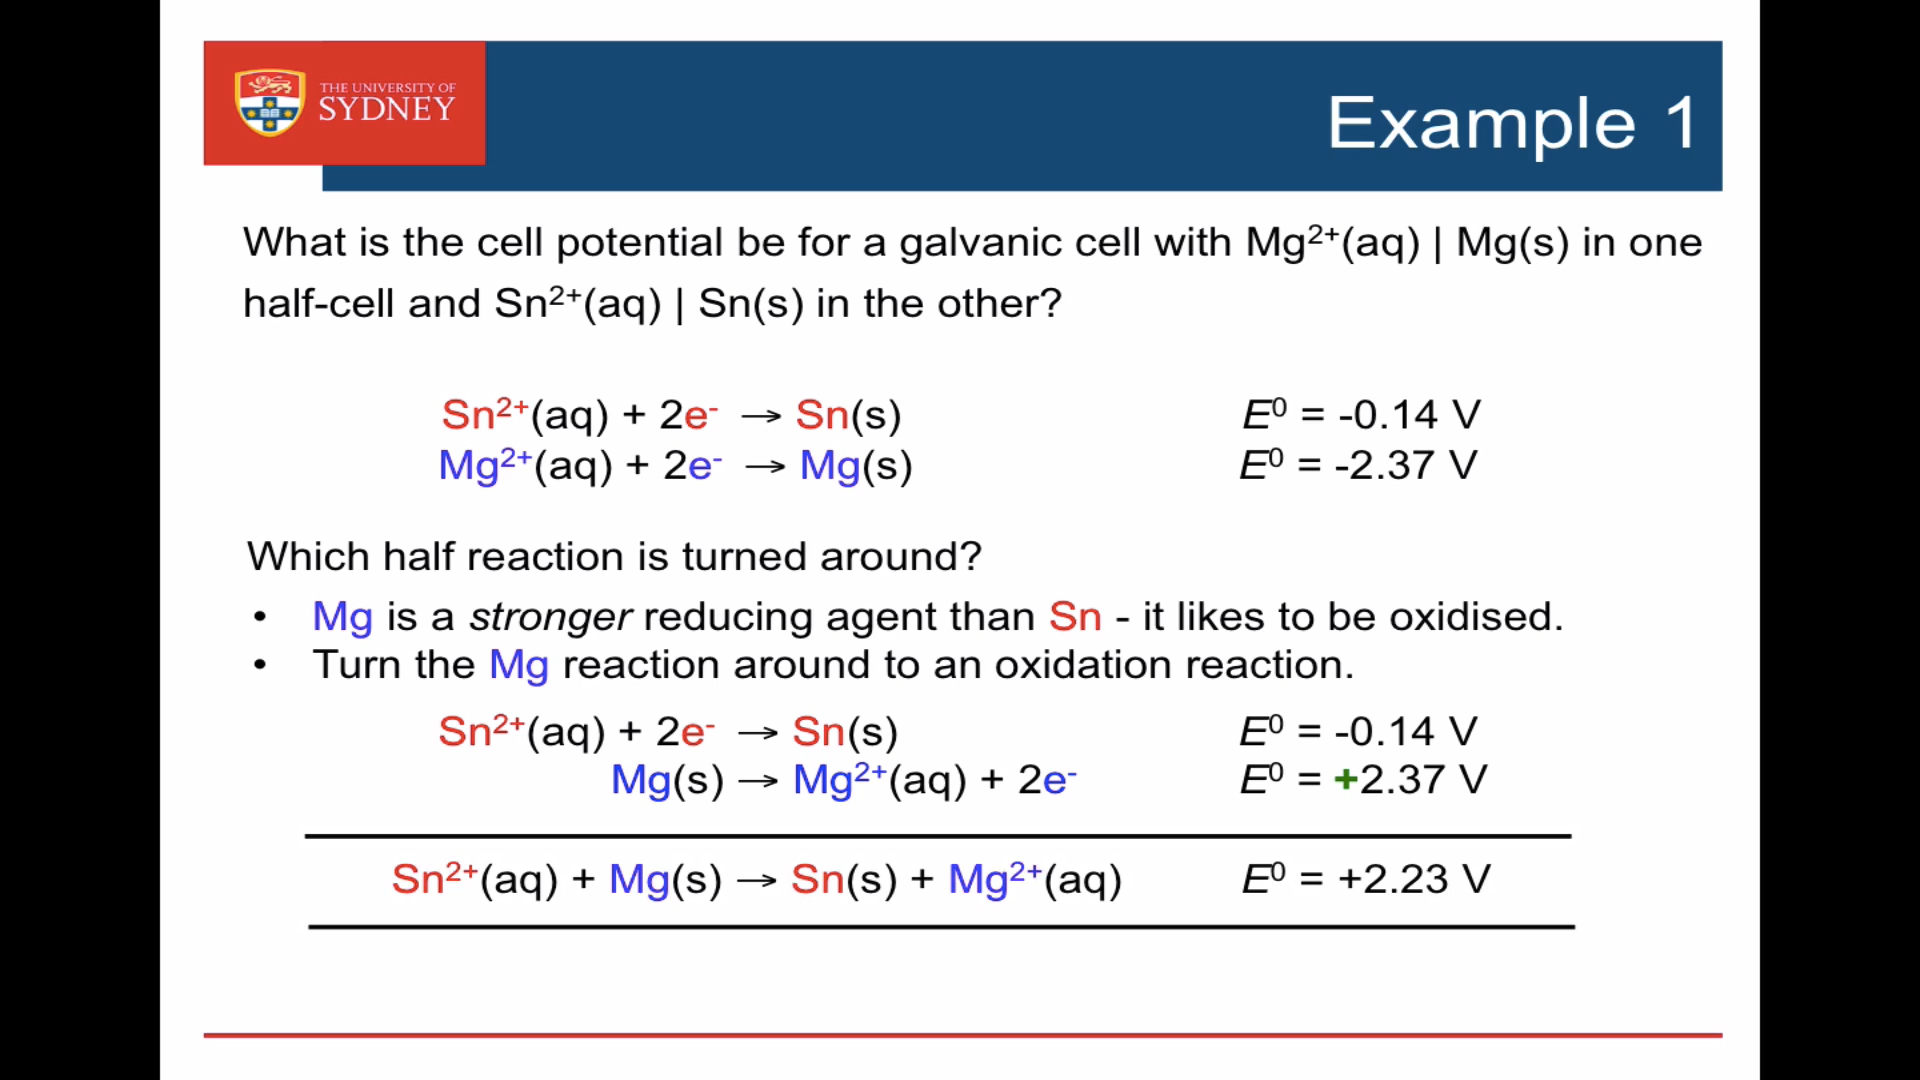 THE UNIVERSITY OF
SYDNEY
Example 1
What is the cell potential be for a galvanic cell with Mg²⁺(aq) | Mg(s) in one
half-cell and Sn²⁺(aq) | Sn(s) in the other?
Sn²⁺(aq) + 2e⁻ → Sn(s) E⁰ = -0.14 V
Mg²⁺(aq) + 2e⁻ → Mg(s) E⁰ = -2.37 V
Which half reaction is turned around?
• Mg is a stronger reducing agent than Sn - it likes to be oxidised.
• Turn the Mg reaction around to an oxidation reaction.
Sn²⁺(aq) + 2e⁻ → Sn(s) E⁰ = -0.14 V
Mg(s) → Mg²⁺(aq) + 2e⁻ E⁰ = +2.37 V
Sn²⁺(aq) + Mg(s) → Sn(s) + Mg²⁺(aq) E⁰ = +2.23 V